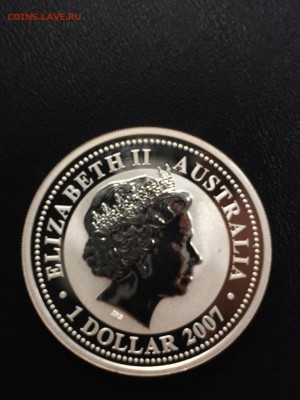 COINS.LAVE.RU
ELIZABETH II AUSTRALIA
• 1 DOLLAR 2007 •